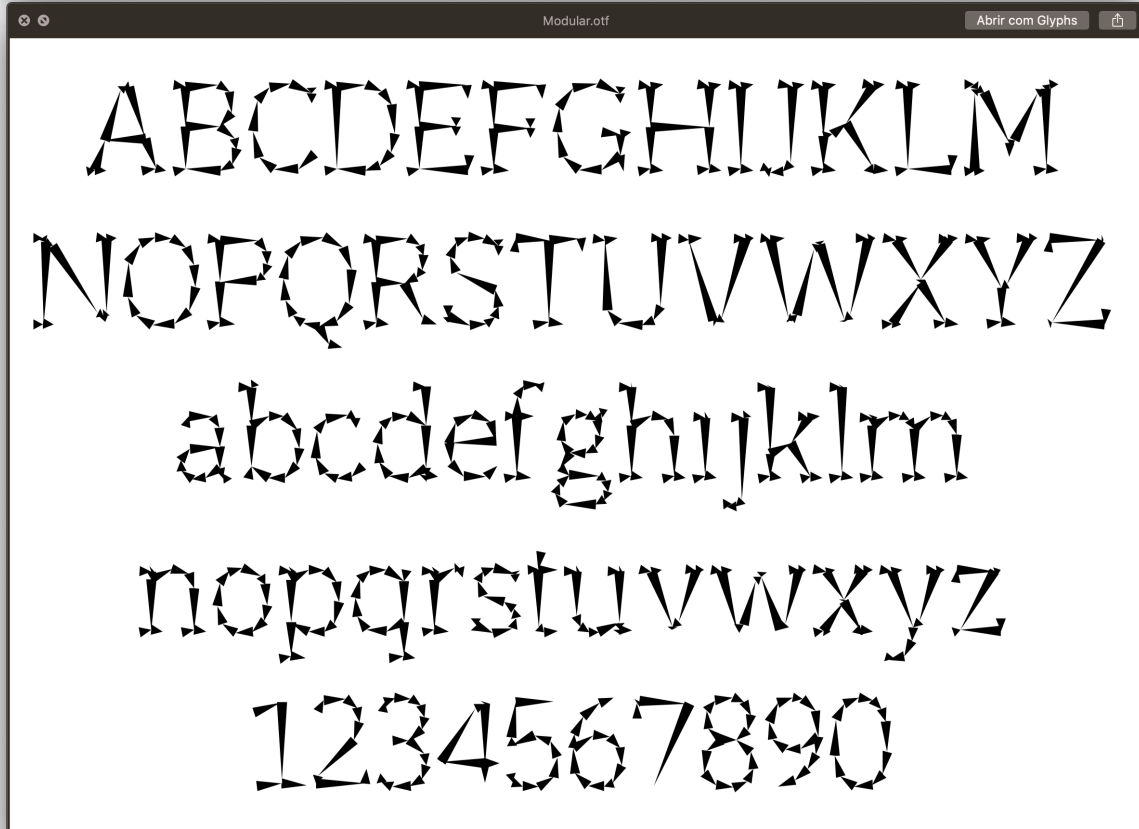 Modular.otf
Abrir com Glyphs
ABCDEFGHIJKLM
NOPQRSTUVWXYZ
abcdefghijklm
nopqrstuvwxyz
1234567890